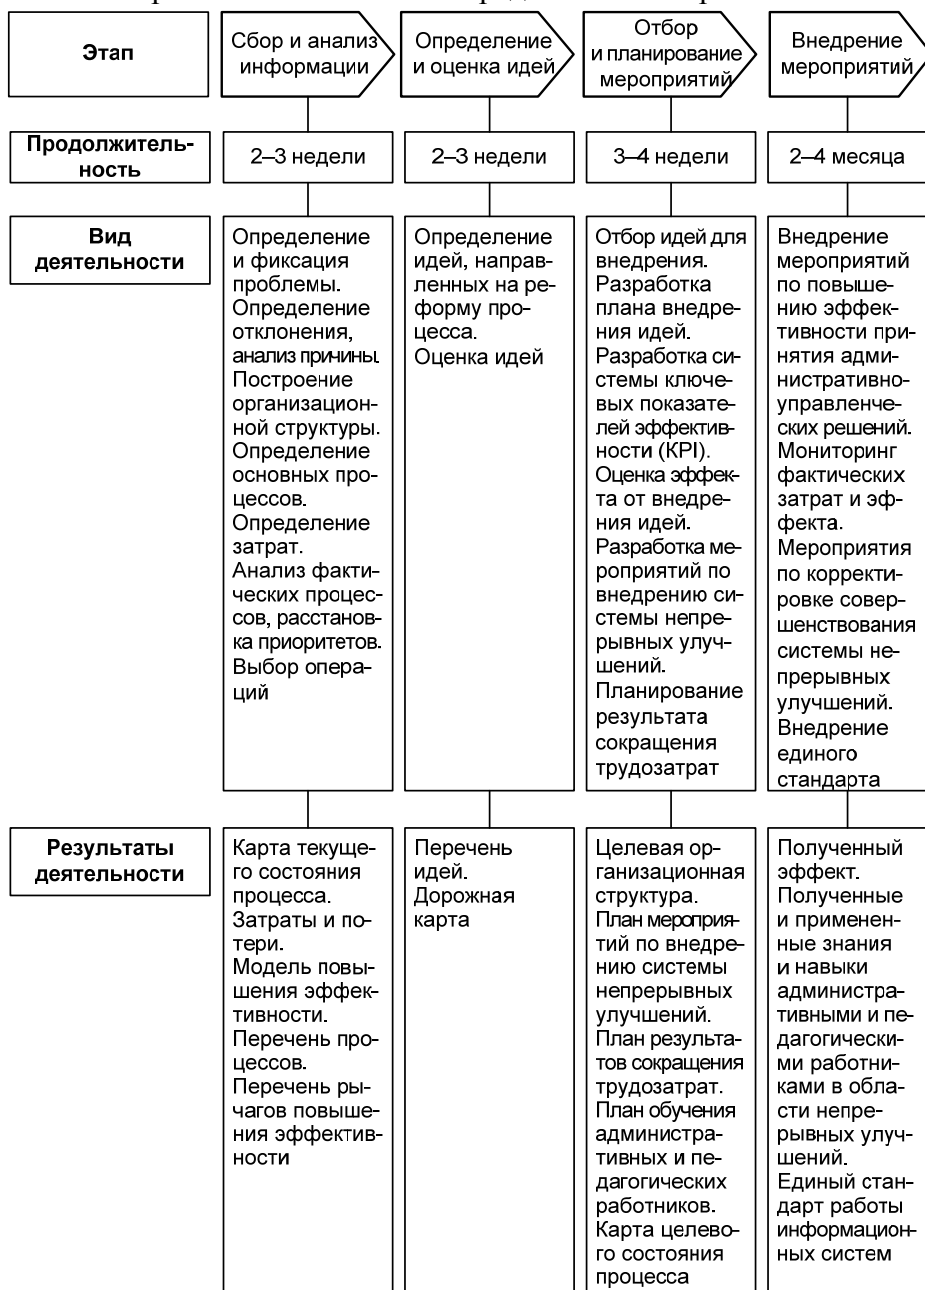 Этап
Сбор и анализ
информации
Определение
и оценка идей
Отбор
и планирование
мероприятий
Внедрение
мероприятий
Продолжитель-
ность
2–3 недели
2–3 недели
3–4 недели
2–4 месяца
Вид
деятельности
Определение
и фиксация
проблемы.
Определение
отклонения,
анализ причины.
Построение
организацион-
ной структуры.
Определение
основных про-
цессов.
Определение
затрат.
Анализ факти-
ческих процес-
сов, расстанов-
ка приоритетов.
Выбор опера-
ций
Определение
идей, направ-
ленных на ре-
форму про-
цесса.
Оценка идей
Отбор идей для
внедрения.
Разработка
плана внедре-
ния идей.
Разработка си-
стемы ключе-
вых показате-
лей эффектив-
ности (KPI).
Оценка эффек-
та от внедре-
ния идей.
Разработка ме-
роприятий по
внедрению си-
стемы непре-
рывных улуч-
шений.
Планирование
результата
сокращения
трудозатрат
Внедрение
мероприятий
по повыше-
нию эффек-
тивности при-
нятия адми-
нистративно-
управленче-
ских решений.
Мониторинг
фактических
затрат и эф-
фекта.
Мероприятия
по корректи-
ровке совер-
шенствования
системы не-
прерывных
улучшений.
Внедрение
единого
стандарта
Результаты
деятельности
Карта текуще-
го состояния
процесса.
Затраты и по-
тери.
Модель повы-
шения эффек-
тивности.
Перечень про-
цессов.
Перечень ры-
чагов повыше-
ния эффектив-
ности
Перечень
идей.
Дорожная
карта
Целевая ор-
ганизационная
структура.
План мероприя-
тий по внедре-
нию системы
непрерывных
улучшений.
План результа-
тов сокращения
трудозатрат.
План обучения
административ-
тивных и пе-
дагогических
работников.
Карта целево-
го состояния
процесса
Полученный
эффект.
Полученные
и применен-
ные знания
и навыки
администра-
тивными и пе-
дагогически-
ми работни-
ками в обла-
сти непре-
рывных улуч-
шений.
Единый стан-
дарт работы
информацион-
ных систем